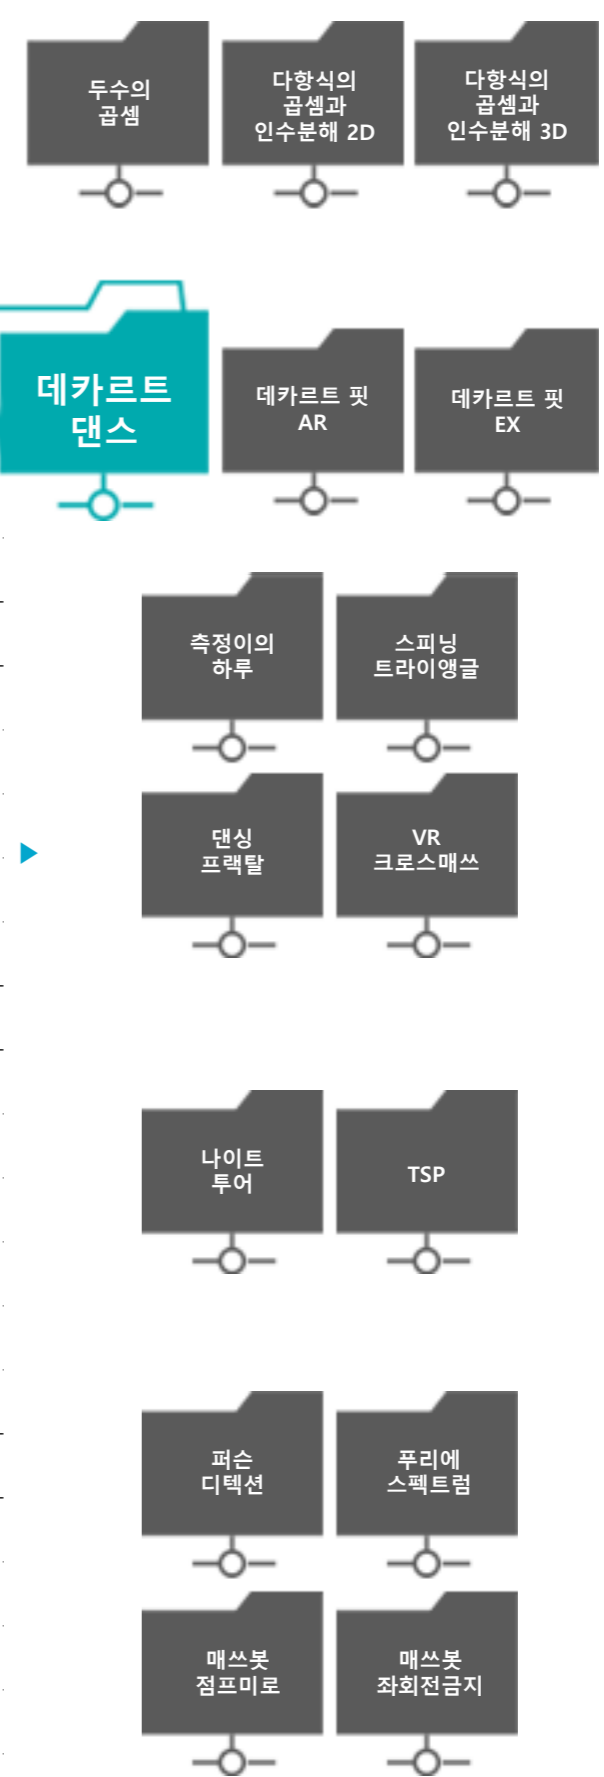 두수의
곱셈
다항식의
곱셈과
인수분해 2D
다항식의
곱셈과
인수분해 3D
데카르트
댄스
데카르트 핏
AR
데카르트 핏
EX
측정이의
하루
스피닝
트라이앵글
댄싱
프랙탈
VR
크로스매쓰
나이트
투어
TSP
퍼슨
디텍션
푸리에
스펙트럼
매쓰봇
점프미로
매쓰봇
좌회전금지